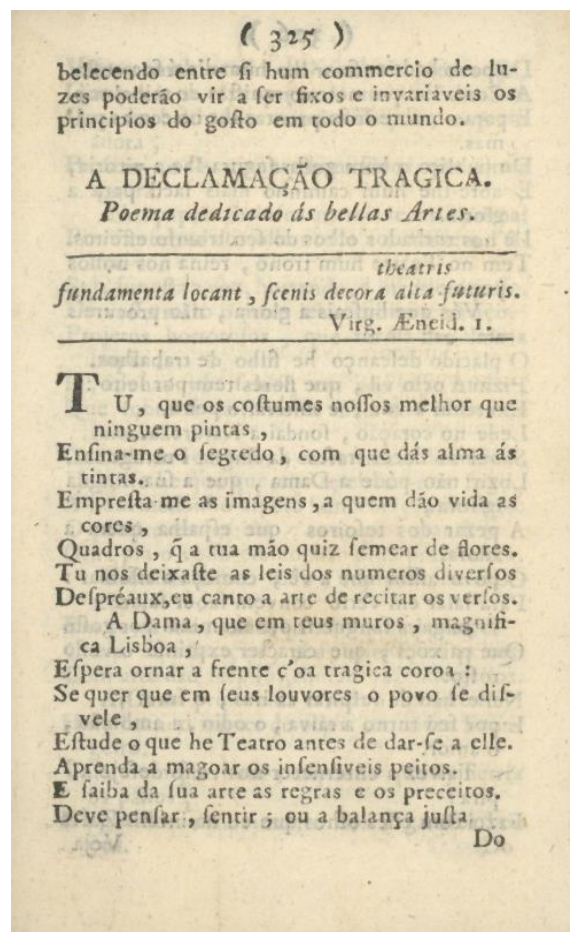 ( 325 )
belecendo entre ſi hum commercio de lu-
zes poderão vir a ſer fixos e invariaveis os
principios do goſto em todo o mundo.
A DECLAMAÇÃO TRAGICA.
Poema dedicado ás bellas Artes.
theatris
fundamenta locant , ſcenis decora alta futuris.
Virg. Æneid. 1.
TU, que os coſtumes noſſos melhor que
ninguem pintas ,
Enſina-me o ſegredo , com que dás alma ás
tintas.
Empreſta-me as imagens , a quem dão vida as
cores ,
Quadros , q̃ a tua mão quiz ſemear de flores.
Tu nos deixaſte as leis dos numeros diverſos
Deſpréaux, eu canto a arte de recitar os verſos.
A Dama , que em teus muros , magnifi-
ca Lisboa ,
Eſpera ornar a frente c'oa tragica coroa :
Se quer que em ſeus louvores o povo ſe diſ-
vele ,
Eſtude o que he Teatro antes de dar-ſe a elle.
Aprenda a magoar os inſenſiveis peitos.
E ſaiba da ſua arte as regras e os preceitos.
Deve penſar , ſentir ; ou a balança juſta
Do